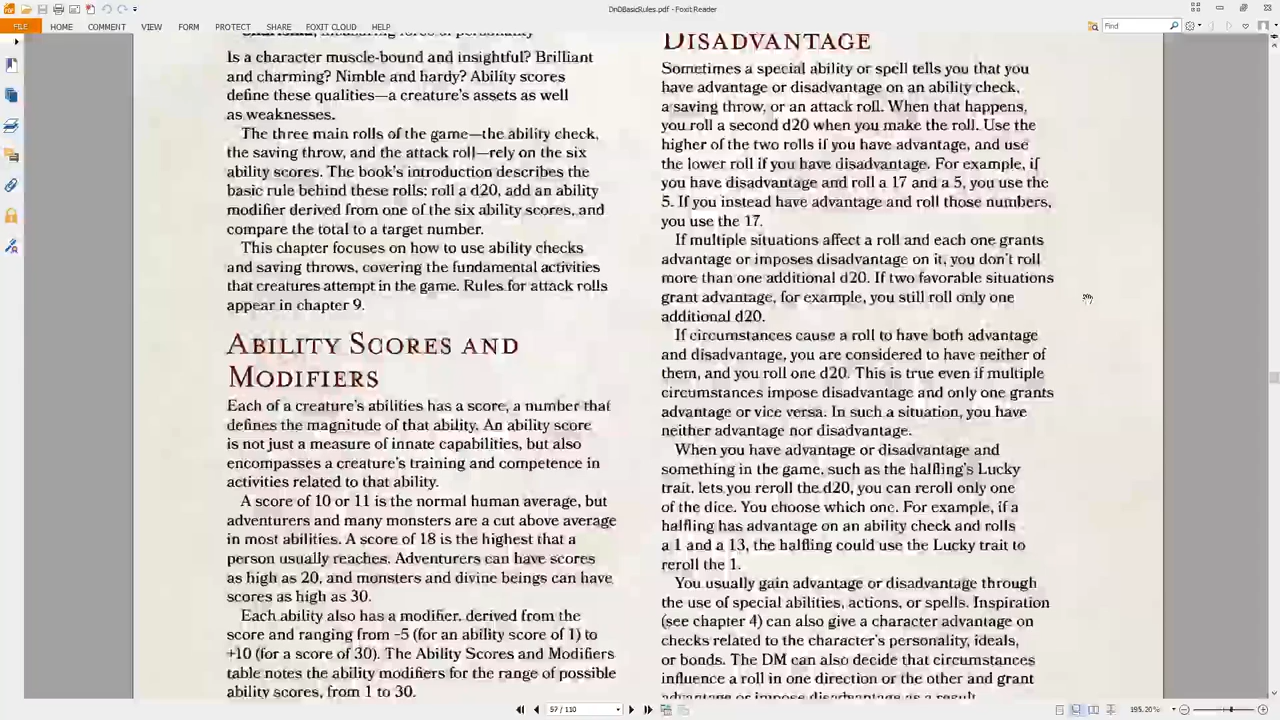 DnDBasicRules.pdf - Foxit Reader
FILE HOME COMMENT VIEW FORM PROTECT SHARE FOXIT CLOUD HELP
Find
Is a character muscle-bound and insightful? Brilliant
and charming? Nimble and hardy? Ability scores
define these qualities—a creature's assets as well
as weaknesses.
The three main rolls of the game—the ability check,
the saving throw, and the attack roll—rely on the six
ability scores. The book's introduction describes the
basic rule behind these rolls: roll a d20, add an ability
modifier derived from one of the six ability scores, and
compare the total to a target number.
This chapter focuses on how to use ability checks
and saving throws, covering the fundamental activities
that creatures attempt in the game. Rules for attack rolls
appear in chapter 9.
ABILITY SCORES AND
MODIFIERS
Each of a creature's abilities has a score, a number that
defines the magnitude of that ability. An ability score
is not just a measure of innate capabilities, but also
encompasses a creature's training and competence in
activities related to that ability.
A score of 10 or 11 is the normal human average, but
adventurers and many monsters are a cut above average
in most abilities. A score of 18 is the highest that a
person usually reaches. Adventurers can have scores
as high as 20, and monsters and divine beings can have
scores as high as 30.
Each ability also has a modifier, derived from the
score and ranging from -5 (for an ability score of 1) to
+10 (for a score of 30). The Ability Scores and Modifiers
table notes the ability modifiers for the range of possible
ability scores, from 1 to 30.
DISADVANTAGE
Sometimes a special ability or spell tells you that you
have advantage or disadvantage on an ability check,
a saving throw, or an attack roll. When that happens,
you roll a second d20 when you make the roll. Use the
higher of the two rolls if you have advantage, and use
the lower roll if you have disadvantage. For example, if
you have disadvantage and roll a 17 and a 5, you use the
5. If you instead have advantage and roll those numbers,
you use the 17.
If multiple situations affect a roll and each one grants
advantage or imposes disadvantage on it, you don't roll
more than one additional d20. If two favorable situations
grant advantage, for example, you still roll only one
additional d20.
If circumstances cause a roll to have both advantage
and disadvantage, you are considered to have neither of
them, and you roll one d20. This is true even if multiple
circumstances impose disadvantage and only one grants
advantage or vice versa. In such a situation, you have
neither advantage nor disadvantage.
When you have advantage or disadvantage and
something in the game, such as the halfling's Lucky
trait, lets you reroll the d20, you can reroll only one
of the dice. You choose which one. For example, if a
halfling has advantage on an ability check and rolls
a 1 and a 13, the halfling could use the Lucky trait to
reroll the 1.
You usually gain advantage or disadvantage through
the use of special abilities, actions, or spells. Inspiration
(see chapter 4) can also give a character advantage on
checks related to the character's personality, ideals,
or bonds. The DM can also decide that circumstances
influence a roll in one direction or the other and grant
advantage or impose disadvantage as a result.
57 / 110
195.20%